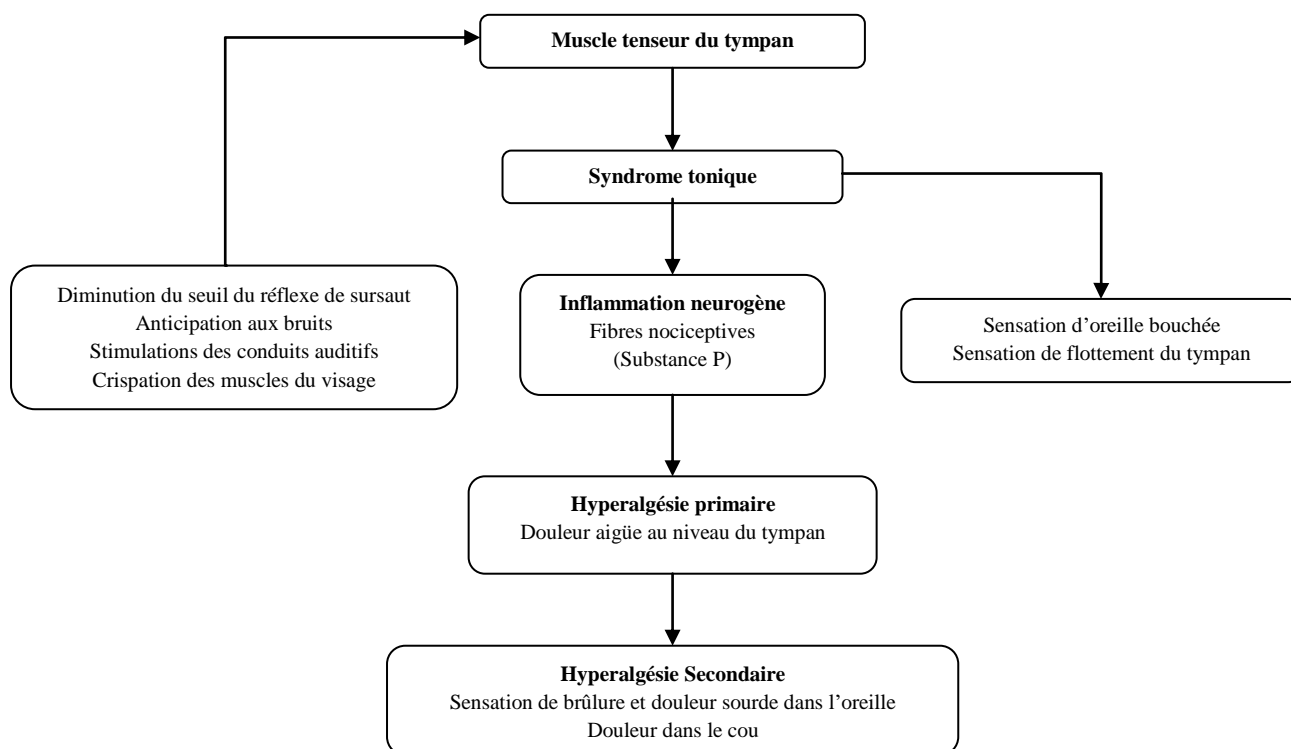 Muscle tenseur du tympan
Syndrome tonique
Diminution du seuil du réflexe de sursaut
Anticipation aux bruits
Stimulations des conduits auditifs
Crispation des muscles du visage
Inflammation neurogène
Fibres nociceptives
(Substance P)
Sensation d’oreille bouchée
Sensation de flottement du tympan
Hyperalgésie primaire
Douleur aigüe au niveau du tympan
Hyperalgésie Secondaire
Sensation de brûlure et douleur sourde dans l’oreille
Douleur dans le cou